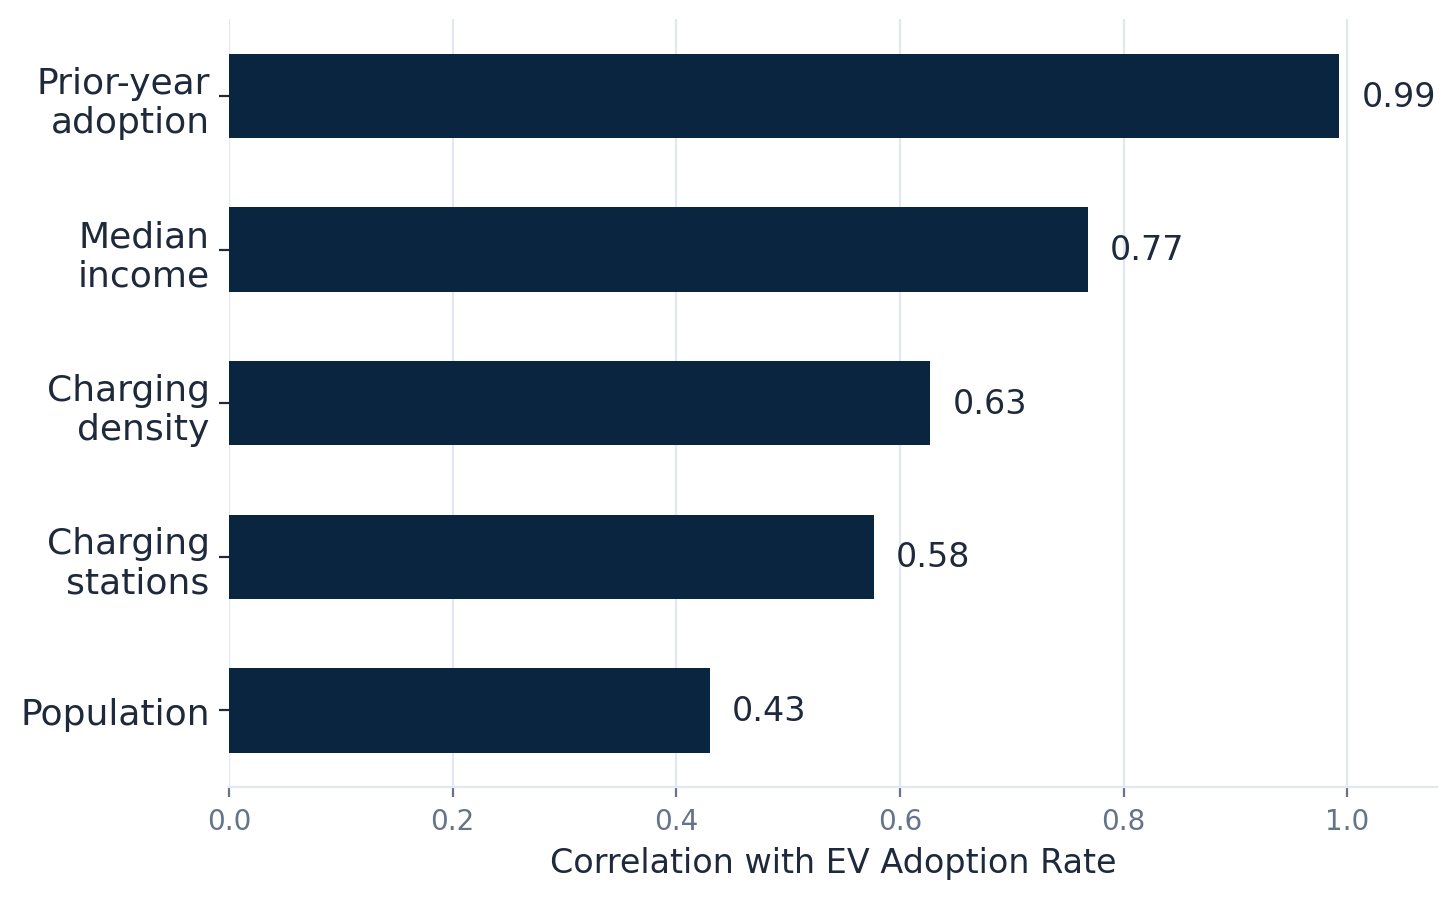 Prior-year
adoption
0.99
Median
income
0.77
Charging
density
0.63
Charging
stations
0.58
Population
0.43
0.0 0.2 0.4 0.6 0.8 1.0
Correlation with EV Adoption Rate